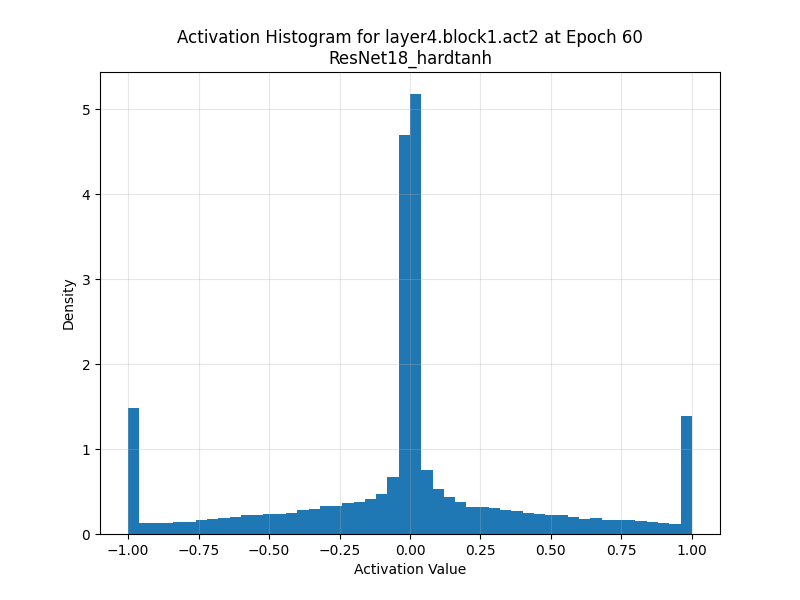 Activation Histogram for layer4.block1.act2 at Epoch 60
ResNet18_hardtanh
Density
5
4
3
2
1
0
−1.00 −0.75 −0.50 −0.25 0.00 0.25 0.50 0.75 1.00
Activation Value